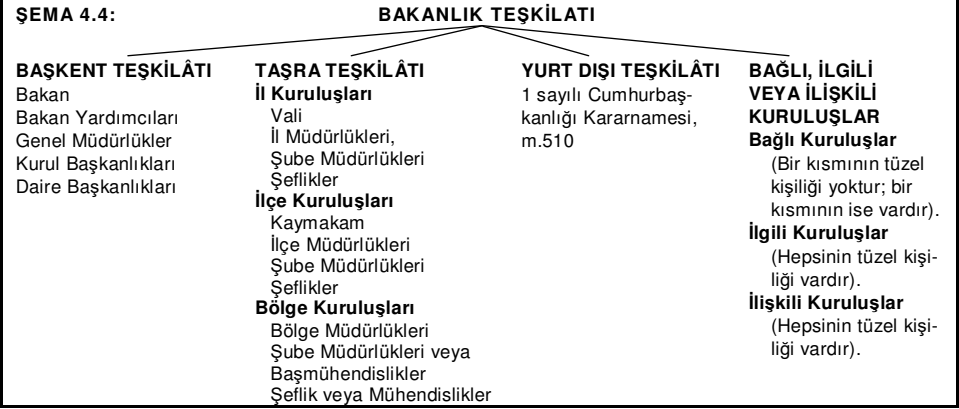 ŞEMA 4.4: BAKANLIK TEŞKİLATI
BAŞKENT TEŞKİLÂTI
Bakan
Bakan Yardımcıları
Genel Müdürlükler
Kurul Başkanlıkları
Daire Başkanlıkları
TAŞRA TEŞKİLÂTI
İl Kuruluşları
Vali
İl Müdürlükleri,
Şube Müdürlükleri
Şeflikler
İlçe Kuruluşları
Kaymakam
İlçe Müdürlükleri
Şube Müdürlükleri
Şeflikler
Bölge Kuruluşları
Bölge Müdürlükleri
Şube Müdürlükleri veya
Başmühendislikler
Şeflik veya Mühendislikler
YURT DIŞI TEŞKİLÂTI
1 sayılı Cumhurbaş-
kanlığı Kararnamesi,
m.510
BAĞLI, İLGİLİ
VEYA İLİŞKİLİ
KURULUŞLAR
Bağlı Kuruluşlar
(Bir kısmının tüzel
kişiliği yoktur; bir
kısmının ise vardır).
İlgili Kuruluşlar
(Hepsinin tüzel kişi-
liği vardır).
İlişkili Kuruluşlar
(Hepsinin tüzel kişi-
liği vardır).